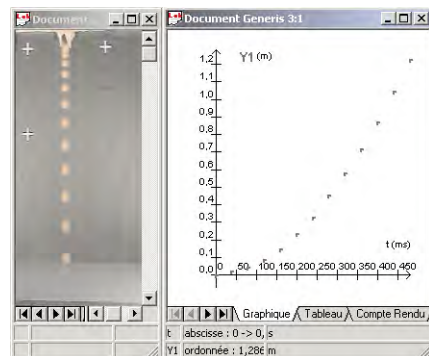 Document
Document Generis 3:1
Y1 (m)
1,2
1,1
1,0
0,9
0,8
0,7
0,6
0,5
0,4
0,3
0,2
0,1
0,0
t (ms)
0 50 100 150 200 250 300 350 400 450
Graphique Tableau Compte Rendu
t abscisse : 0 -> 0, s
Y1 ordonnée : 1,286 m